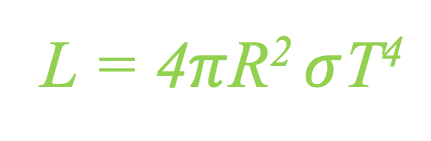 L = 4πR² σT⁴